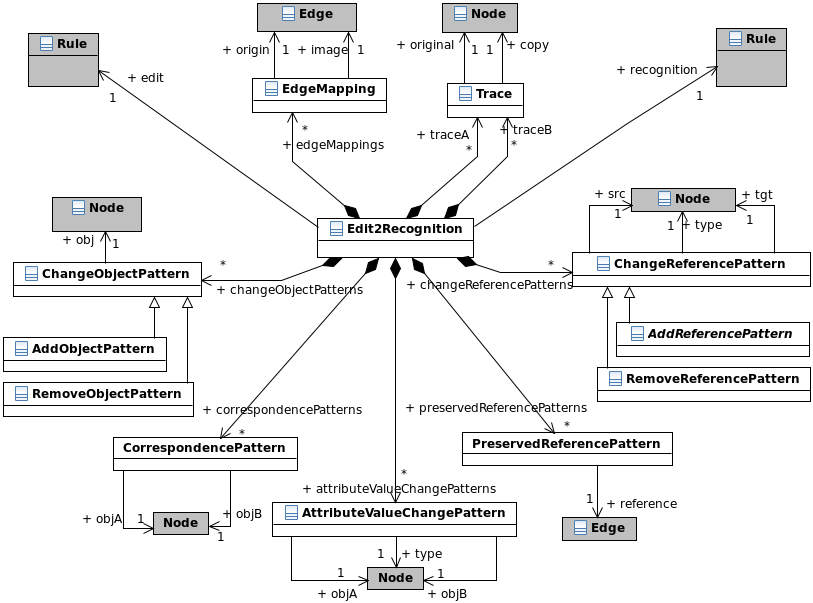 Edge
Node
Rule
Rule
+ origin
1
+ image
1
+ original
1
1
+ copy
+ edit
1
+ recognition
1
EdgeMapping
Trace
*
+ edgeMappings
+ traceA
*
+ traceB
*
Node
+ obj
1
Edit2Recognition
+ src
1
Node
1
+ type
+ tgt
1
ChangeObjectPattern
*
+ changeObjectPatterns
*
+ changeReferencePatterns
ChangeReferencePattern
AddObjectPattern
AddReferencePattern
RemoveObjectPattern
RemoveReferencePattern
+ correspondencePatterns
*
+ preservedReferencePatterns
*
CorrespondencePattern
PreservedReferencePattern
*
+ attributeValueChangePatterns
+ objA
1
Node
+ objB
1
AttributeValueChangePattern
1
+ reference
Edge
1
+ type
1
+ objA
Node
1
+ objB